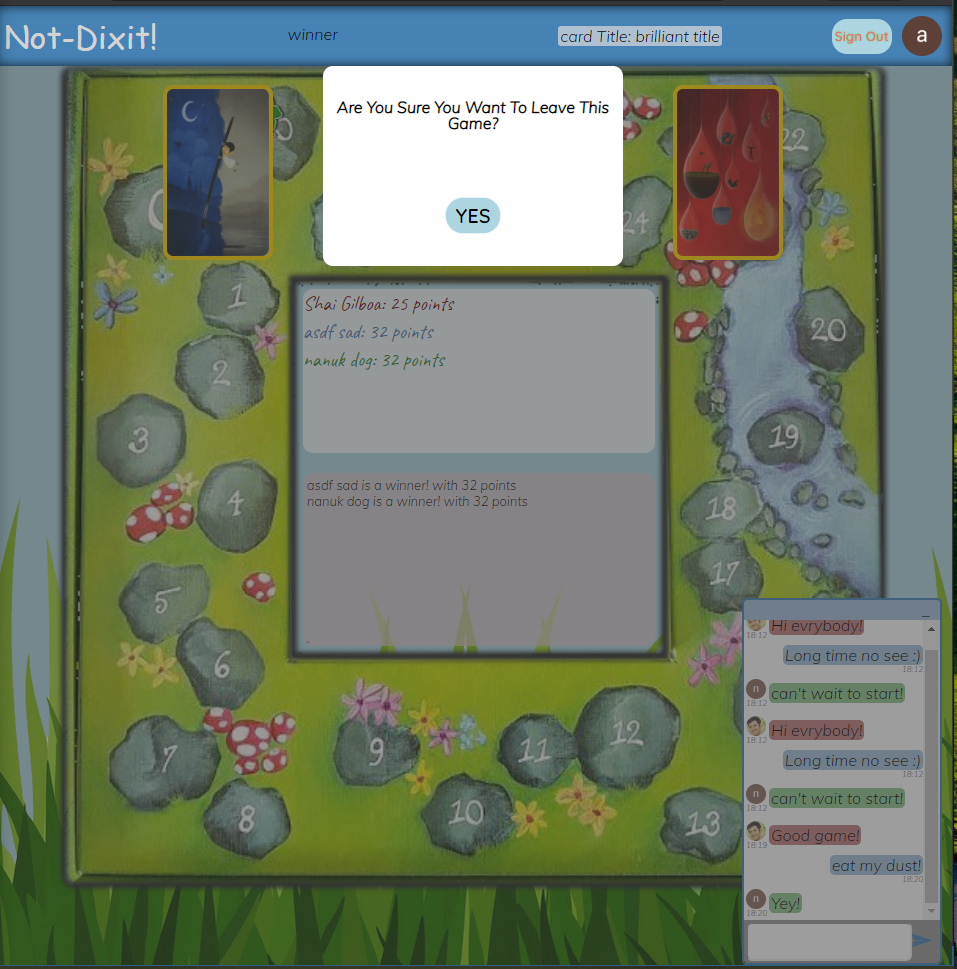 Not-Dixit!
winner
card Title: brilliant title
Sign Out
a
Are You Sure You Want To Leave This
Game?
YES
22
24
Shai Gilboa: 25 points
asdf sad: 32 points
nanuk dog: 32 points
asdf sad is a winner! with 32 points
nanuk dog is a winner! with 32 points
0
1
2
3
4
5
6
7
8
9
10
11
12
13
17
18
19
20
Hi evrybody!
18:12
Long time no see :)
18:12
n
can't wait to start!
18:12
Hi evrybody!
18:12
Long time no see :)
18:12
n
can't wait to start!
18:12
Good game!
18:19
eat my dust!
18:20
n
Yey!
18:20